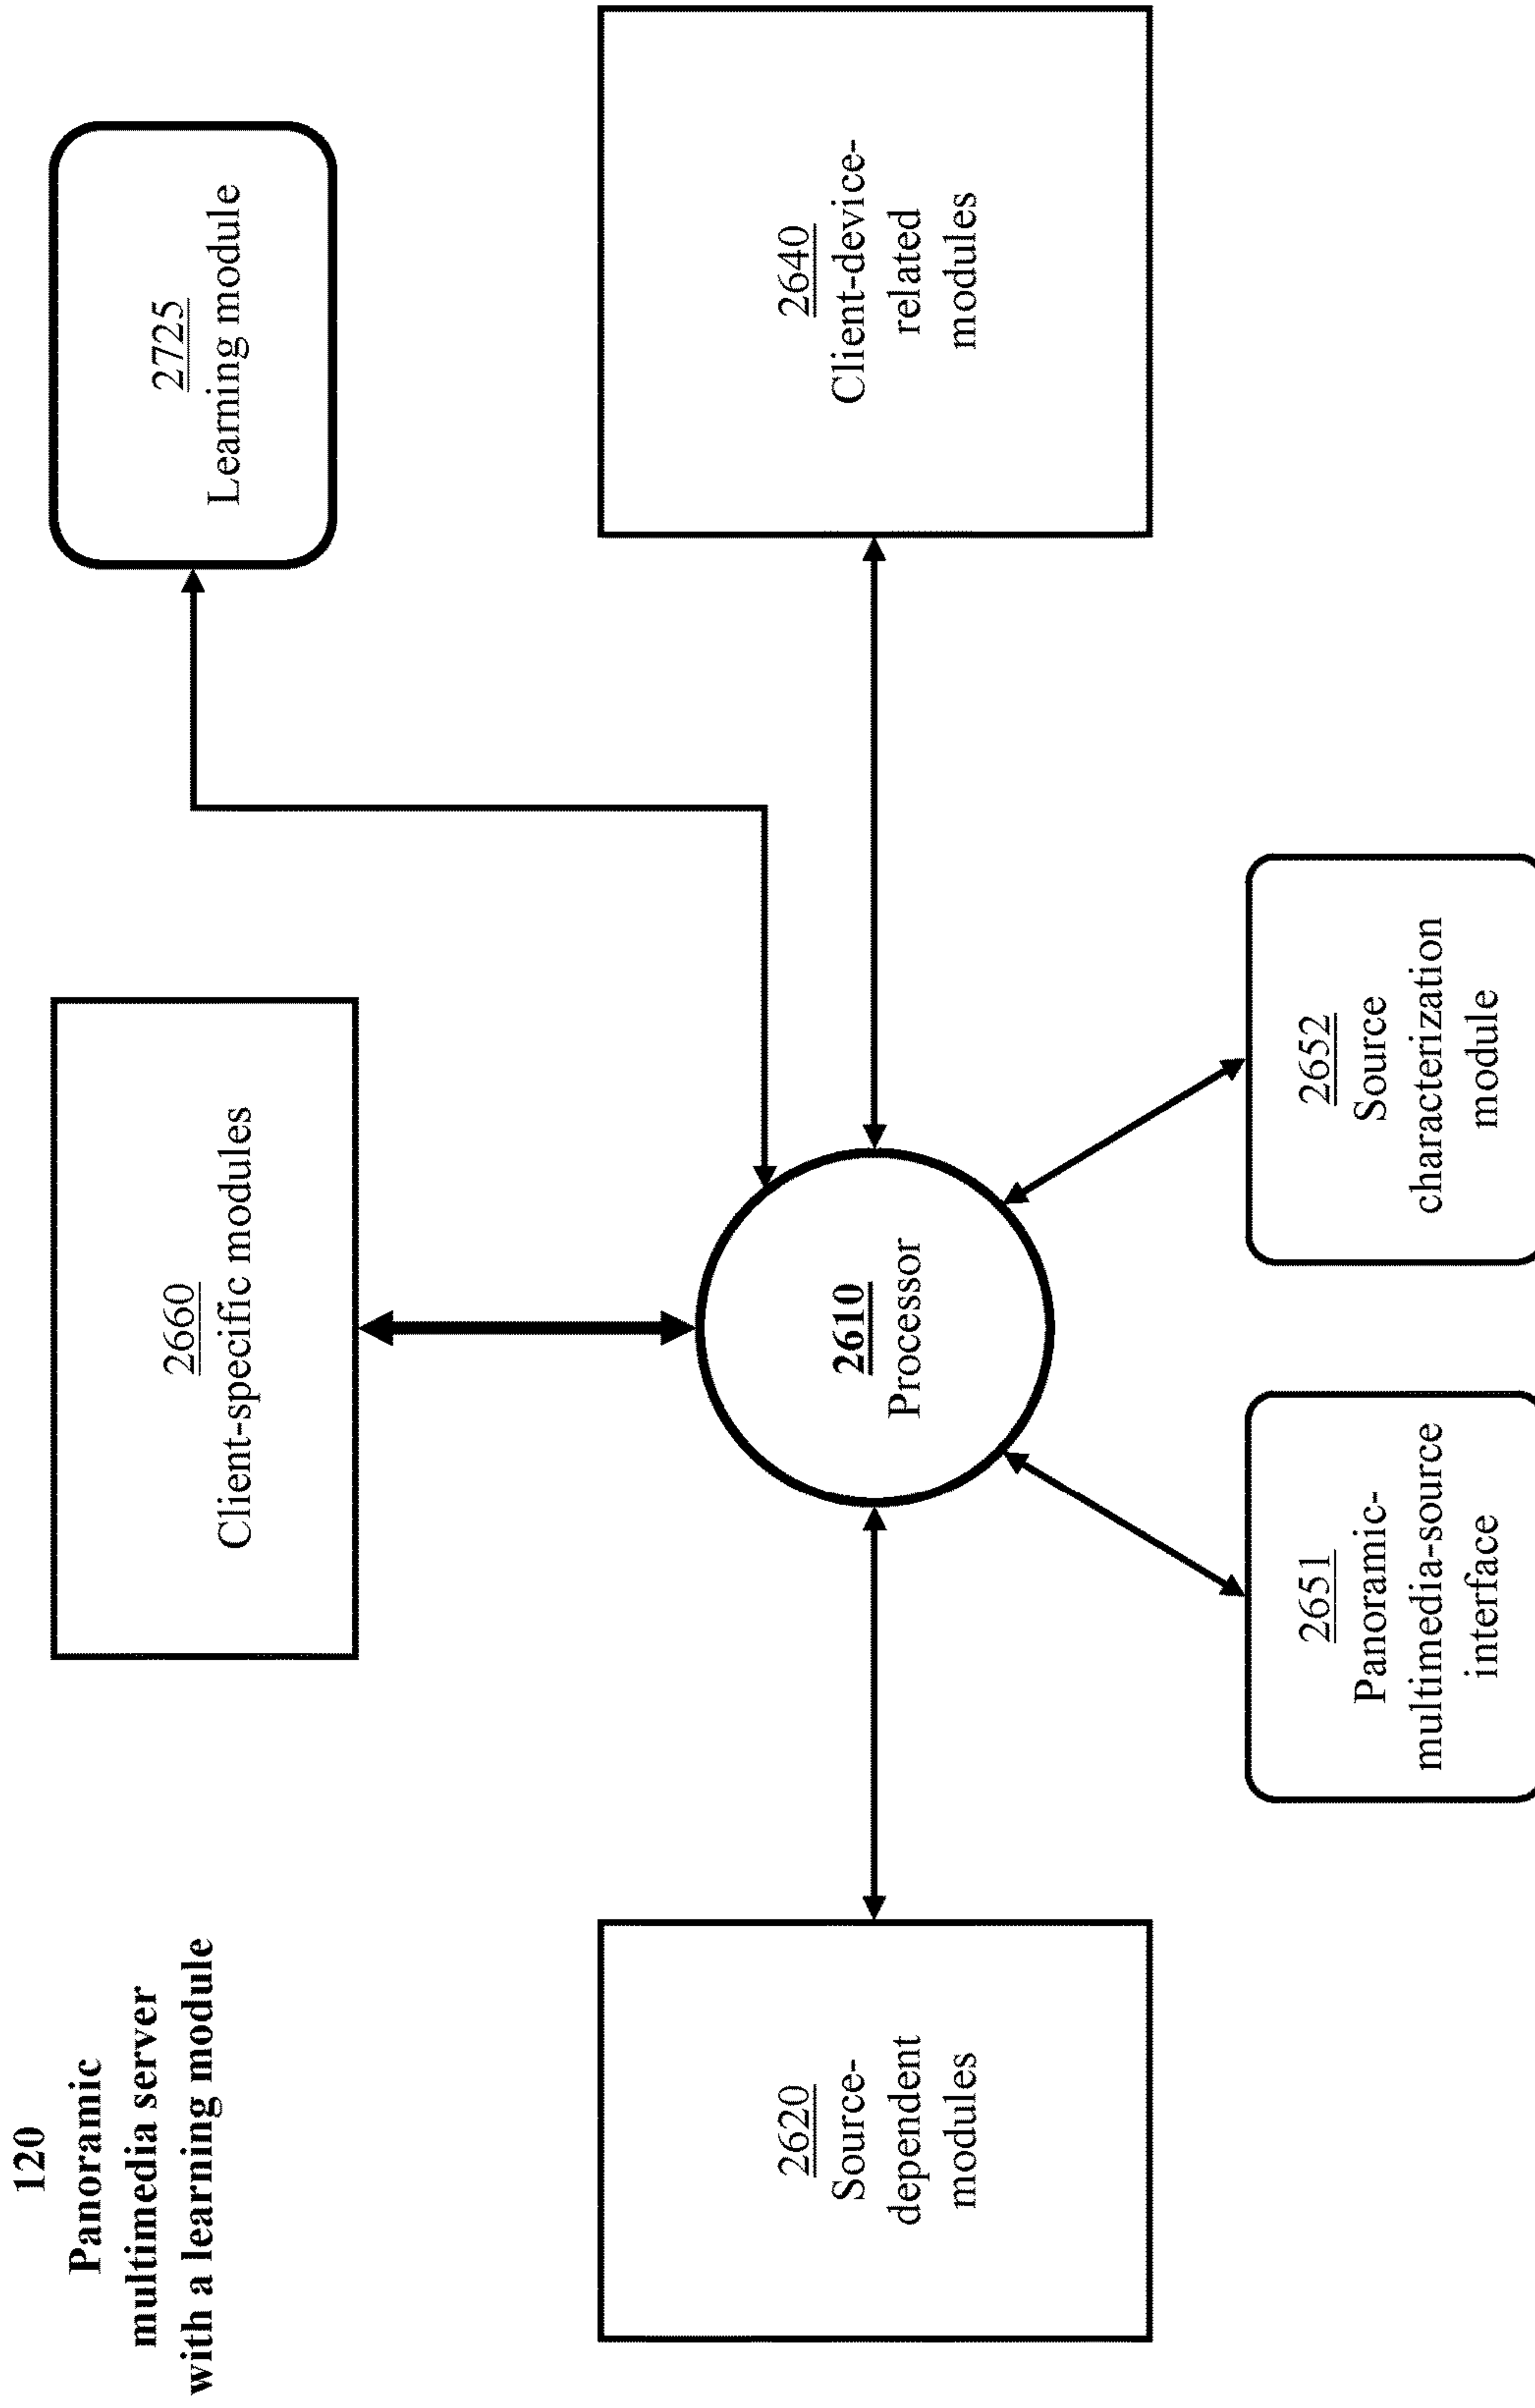 120
Panoramic
multimedia server
with a learning module
2660
Client-specific modules
2725
Learning module
2620
Source-
dependent
modules
2610
Processor
2640
Client-device-
related
modules
2651
Panoramic-
multimedia-source
interface
2652
Source
characterization
module